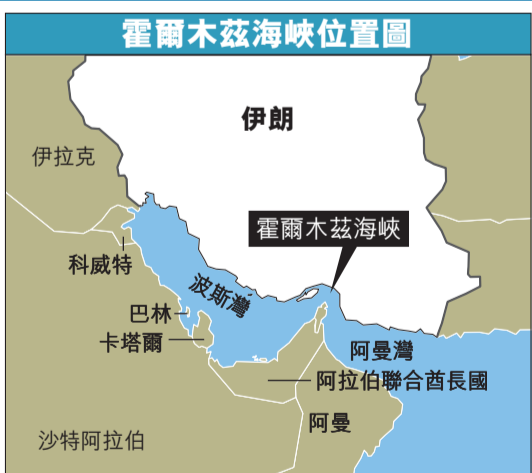 霍爾木茲海峽位置圖
伊朗
伊拉克
霍爾木茲海峽
科威特
波斯灣
巴林
卡塔爾
阿曼灣
阿拉伯聯合酋長國
阿曼
沙特阿拉伯